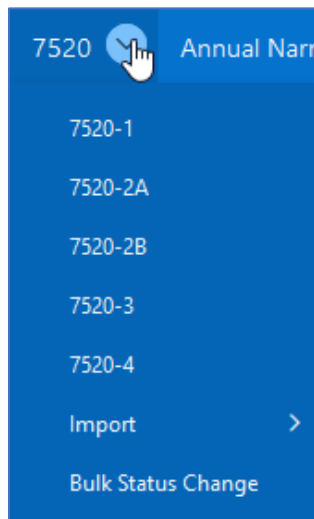 7520 Annual Narr
7520-1
7520-2A
7520-2B
7520-3
7520-4
Import
Bulk Status Change